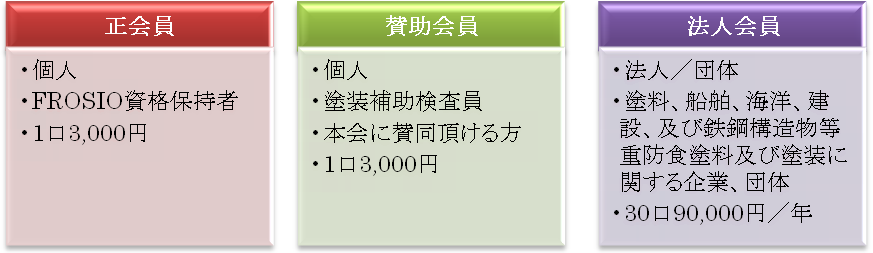 正会員
・個人
・FROSIO資格保持者
・1口3,000円
賛助会員
・個人
・塗装補助検査員
・本会に賛同頂ける方
・1口3,000円
法人会員
・法人／団体
・塗料、船舶、海洋、建
設、及び鉄鋼構造物等
重防食塗料及び塗装に
関する企業、団体
・30口90,000円／年